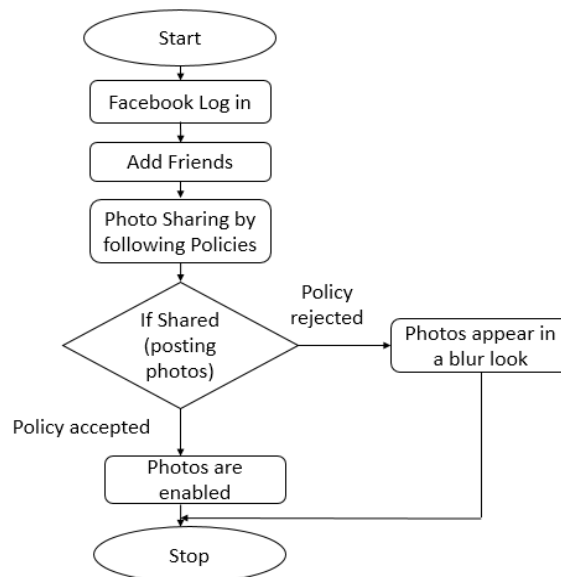 Start
Facebook Log in
Add Friends
Photo Sharing by
following Policies
If Shared
(posting
photos)
Policy
rejected
Photos appear in
a blur look
Policy accepted
Photos are
enabled
Stop